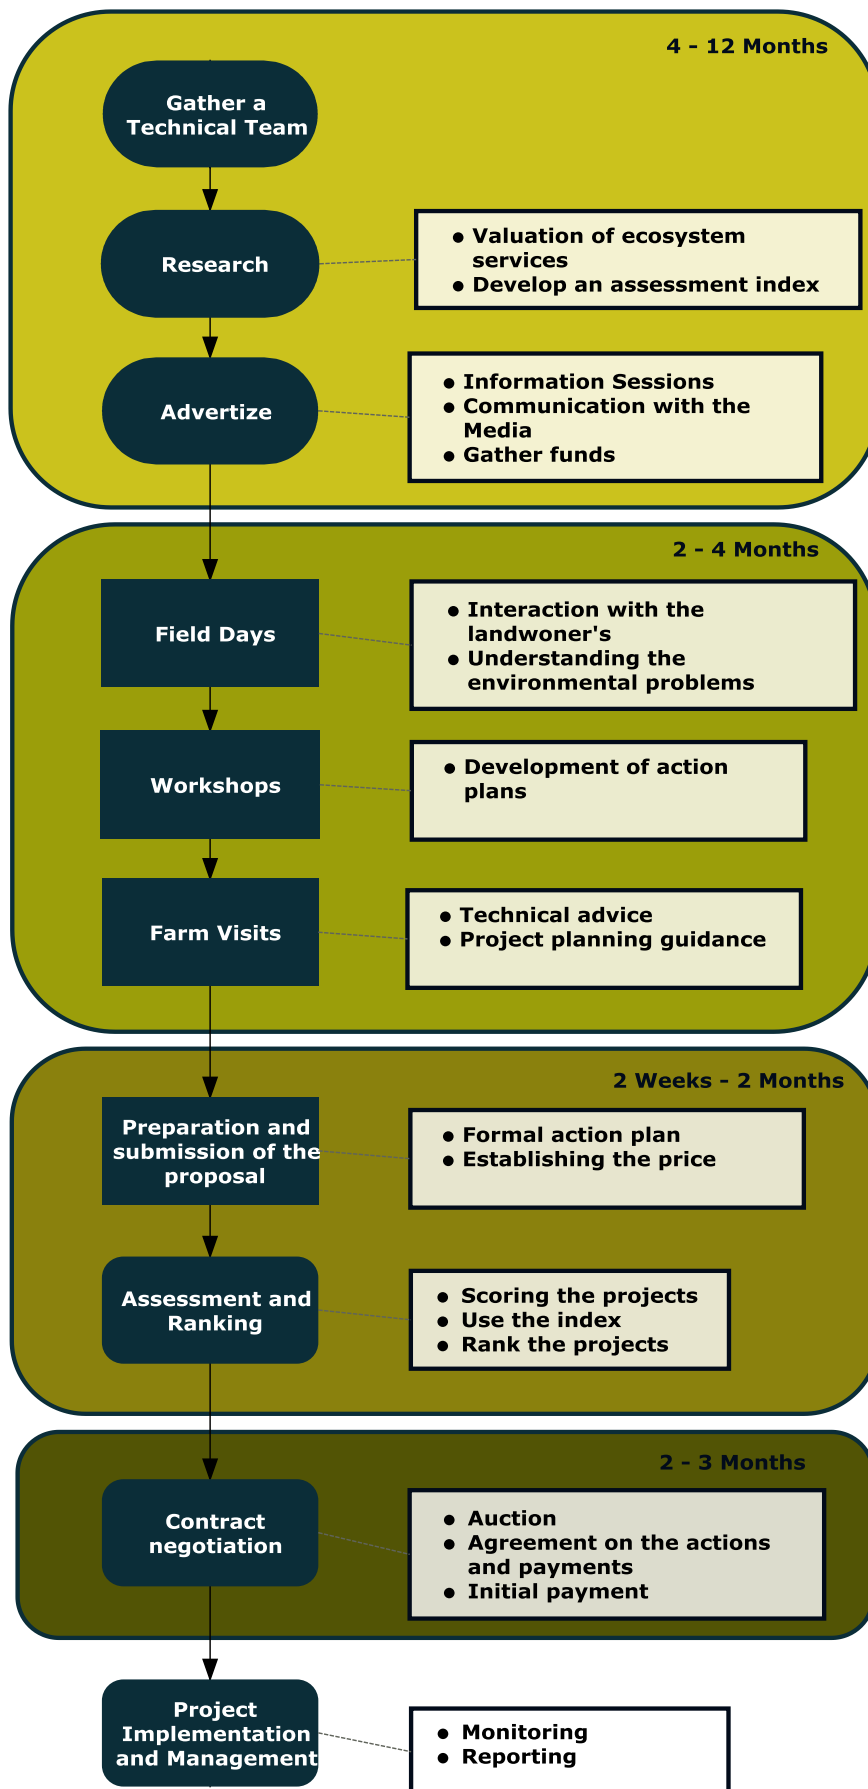 4 - 12 Months
Gather a
Technical Team
Research
● Valuation of ecosystem
services
● Develop an assessment index
Advertize
● Information Sessions
● Communication with the
Media
● Gather funds
2 - 4 Months
Field Days
● Interaction with the
landwoner's
● Understanding the
environmental problems
Workshops
● Development of action
plans
Farm Visits
● Technical advice
● Project planning guidance
2 Weeks - 2 Months
Preparation and
submission of the
proposal
● Formal action plan
● Establishing the price
Assessment and
Ranking
● Scoring the projects
● Use the index
● Rank the projects
2 - 3 Months
Contract
negotiation
● Auction
● Agreement on the actions
and payments
● Initial payment
Project
Implementation
and Management
● Monitoring
● Reporting